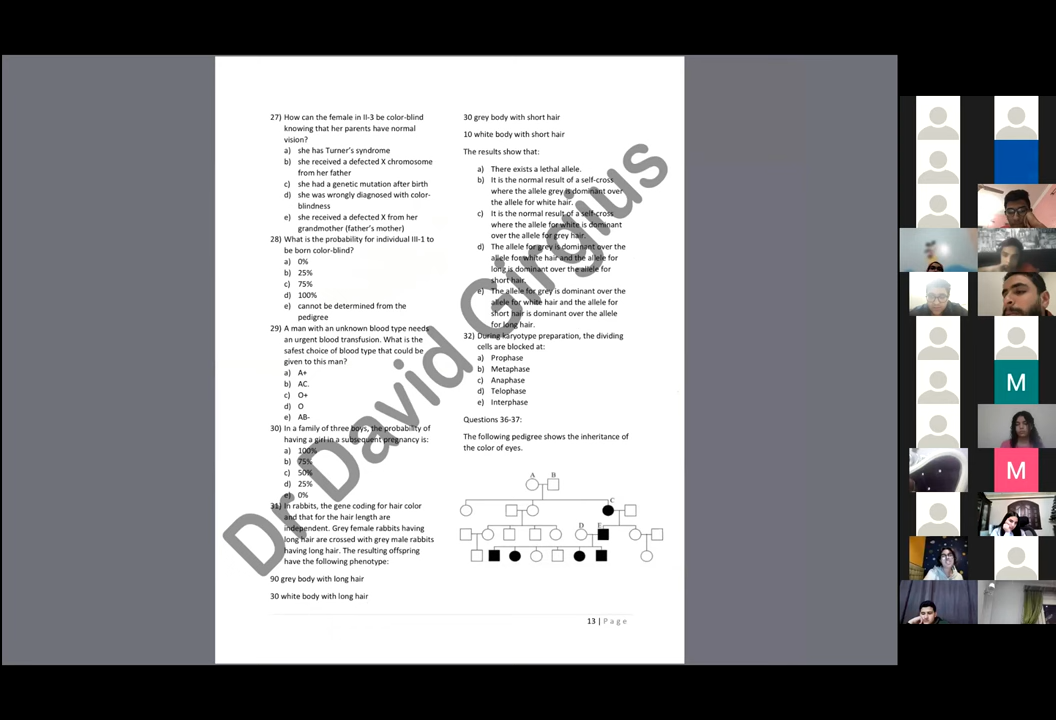 27) How can the female in II-3 be color-blind
knowing that her parents have normal
vision?
a) she has Turner's syndrome
b) she received a defected X chromosome
from her father
c) she had a genetic mutation after birth
d) she was wrongly diagnosed with color-
blindness
e) she received a defected X from her
grandmother (father's mother)
28) What is the probability for individual III-1 to
be born color-blind?
a) 0%
b) 25%
c) 75%
d) 100%
e) cannot be determined from the
pedigree
29) A man with an unknown blood type needs
an urgent blood transfusion. What is the
safest choice of blood type that could be
given to this man?
a) A+
b) AC.
c) O+
d) O
e) AB-
30) In a family of three boys, the probability of
having a girl in a subsequent pregnancy is:
a) 100%
b) 75%
c) 50%
d) 25%
e) 0%
31) In rabbits, the gene coding for hair color
and that for the hair length are
independent. Grey female rabbits having
long hair are crossed with grey male rabbits
having long hair. The resulting offspring
have the following phenotype:
90 grey body with long hair
30 white body with long hair
30 grey body with short hair
10 white body with short hair
The results show that:
a) There exists a lethal allele.
b) It is the normal result of a self-cross
where the allele grey is dominant over
the allele for white hair.
c) It is the normal result of a self-cross
where the allele for white is dominant
over the allele for grey hair.
d) The allele for grey is dominant over the
allele for white hair and the allele for
long is dominant over the allele for
short hair.
e) The allele for grey is dominant over the
allele for white hair and the allele for
short hair is dominant over the allele
for long hair.
32) During karyotype preparation, the dividing
cells are blocked at:
a) Prophase
b) Metaphase
c) Anaphase
d) Telophase
e) Interphase
Questions 36-37:
The following pedigree shows the inheritance of
the color of eyes.
A B
C
D E
13 | Page
Dr David Girgius
M
M